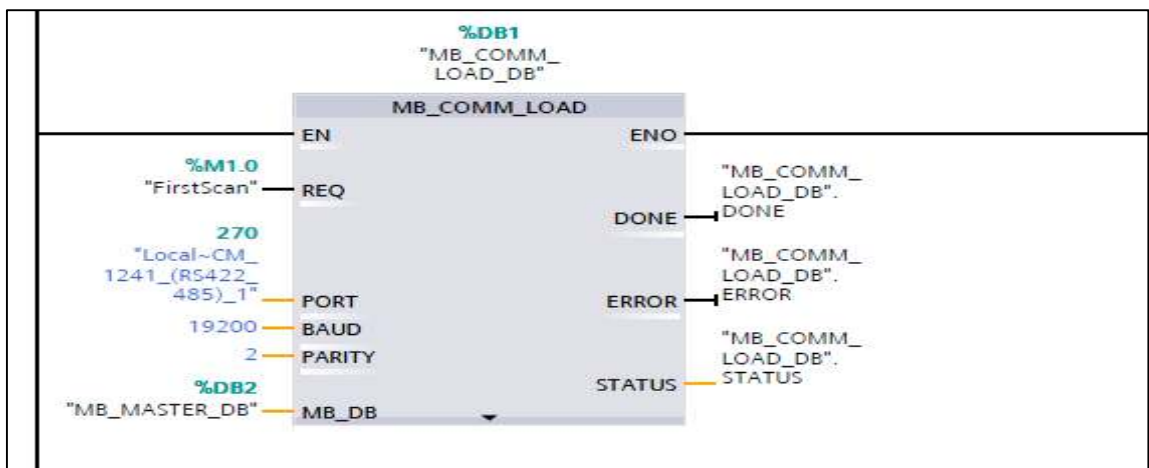 %DB1
"MB_COMM_
LOAD_DB"
MB_COMM_LOAD
EN
ENO
%M1.0
"FirstScan"
REQ
"MB_COMM_
LOAD_DB".
DONE
DONE
270
"Local~CM_
1241_(RS422_
485)_1"
PORT
"MB_COMM_
LOAD_DB".
ERROR
ERROR
19200
BAUD
2
PARITY
"MB_COMM_
LOAD_DB".
STATUS
STATUS
%DB2
"MB_MASTER_DB"
MB_DB